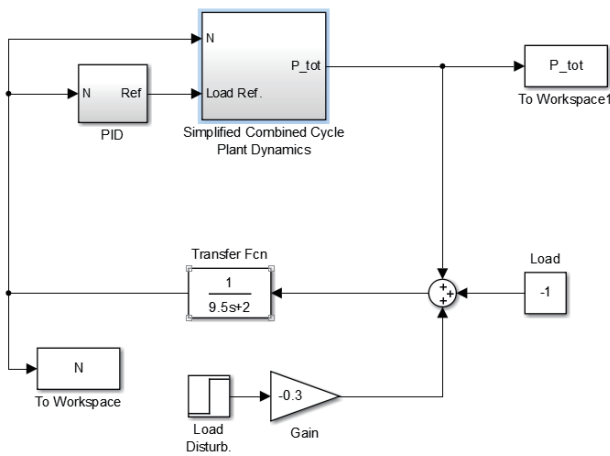 N
P_tot
Load Ref.
P_tot
To Workspace1
N
Ref
PID
Simplified Combined Cycle
Plant Dynamics
Transfer Fcn
1
9.5s+2
+
+
+
Load
-1
N
To Workspace
Load
Disturb.
-0.3
Gain